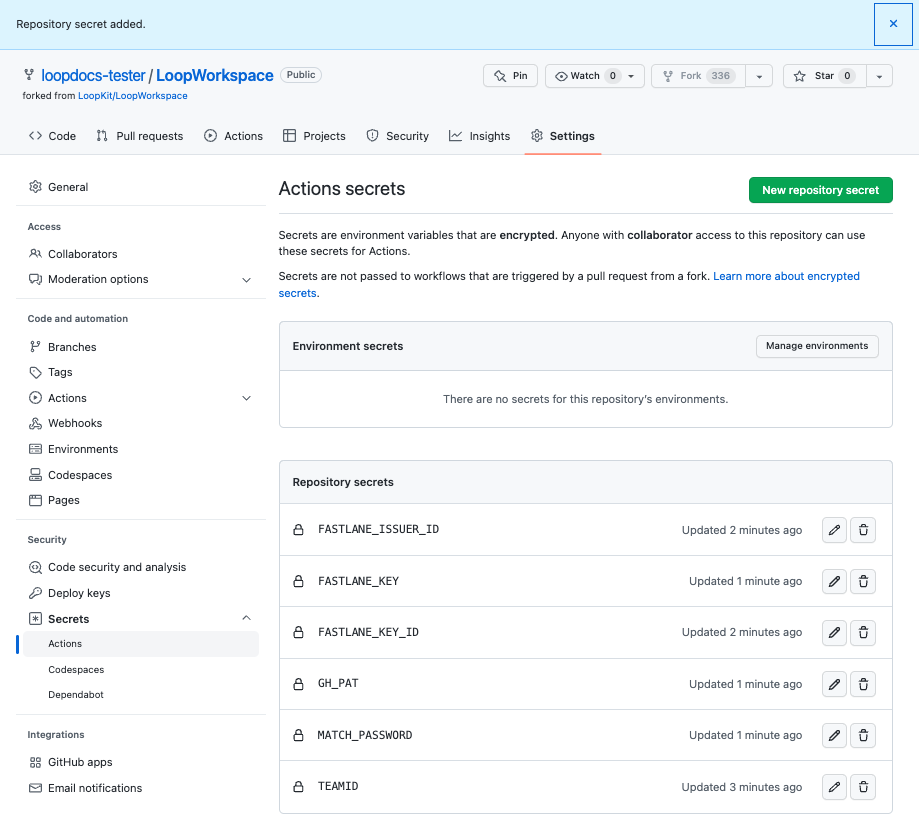 Repository secret added.
loopdocs-tester / LoopWorkspace Public
forked from LoopKit/LoopWorkspace
Pin
Watch 0
Fork 336
Star 0
Code
Pull requests
Actions
Projects
Security
Insights
Settings
General
Access
Collaborators
Moderation options
Code and automation
Branches
Tags
Actions
Webhooks
Environments
Codespaces
Pages
Security
Code security and analysis
Deploy keys
Secrets
Actions
Codespaces
Dependabot
Integrations
GitHub apps
Email notifications
Actions secrets
New repository secret
Secrets are environment variables that are encrypted. Anyone with collaborator access to this repository can use
these secrets for Actions.
Secrets are not passed to workflows that are triggered by a pull request from a fork. Learn more about encrypted
secrets.
Environment secrets
Manage environments
There are no secrets for this repository's environments.
Repository secrets
FASTLANE_ISSUER_ID Updated 2 minutes ago
FASTLANE_KEY Updated 1 minute ago
FASTLANE_KEY_ID Updated 2 minutes ago
GH_PAT Updated 1 minute ago
MATCH_PASSWORD Updated 1 minute ago
TEAMID Updated 3 minutes ago